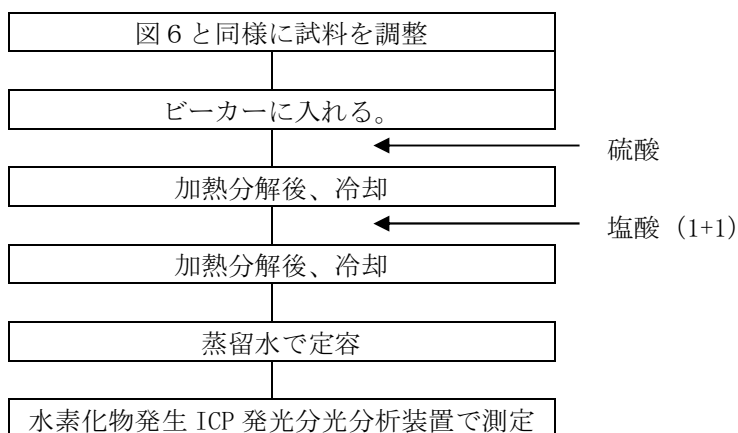 図６と同様に試料を調整
ビーカーに入れる。
硫酸
加熱分解後、冷却
塩酸（1+1）
加熱分解後、冷却
蒸留水で定容
水素化物発生 ICP 発光分光分析装置で測定